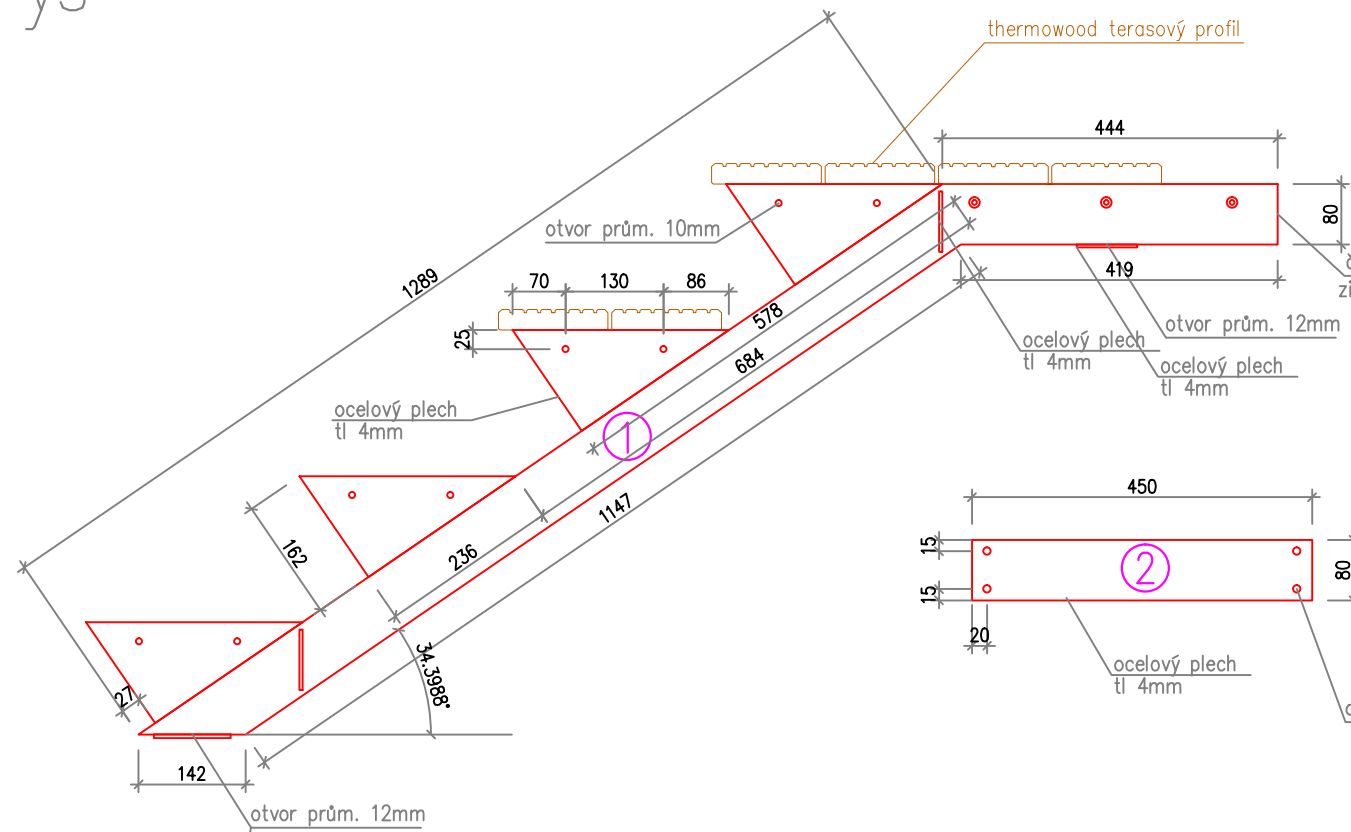 thermowood terasový profil
444
80
otvor prům. 10mm
1289
70
130
86
419
578
otvor prům. 12mm
25
684
ocelový plech
tl 4mm
ocelový plech
tl 4mm
ocelový plech
tl 4mm
1
450
1147
162
236
15
2
80
15
34.3988°
20
27
ocelový plech
tl 4mm
142
otvor prům. 12mm